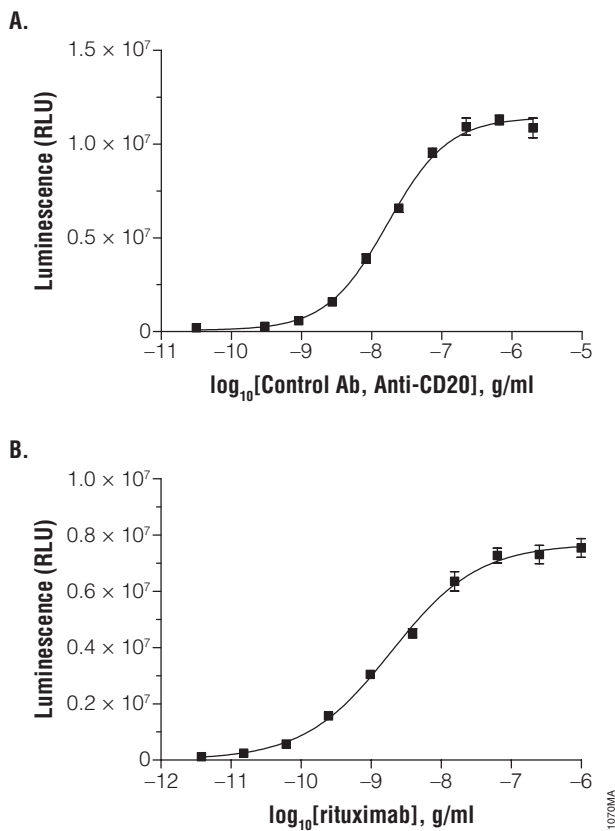 A.
1.5 × 10⁷
1.0 × 10⁷
0.5 × 10⁷
0
Luminescence (RLU)
−11 −10 −9 −8 −7 −6 −5
log₁₀[Control Ab, Anti-CD20], g/ml
B.
1.0 × 10⁷
0.8 × 10⁷
0.6 × 10⁷
0.4 × 10⁷
0.2 × 10⁷
0
Luminescence (RLU)
−12 −11 −10 −9 −8 −7 −6
log₁₀[rituximab], g/ml
1070MA